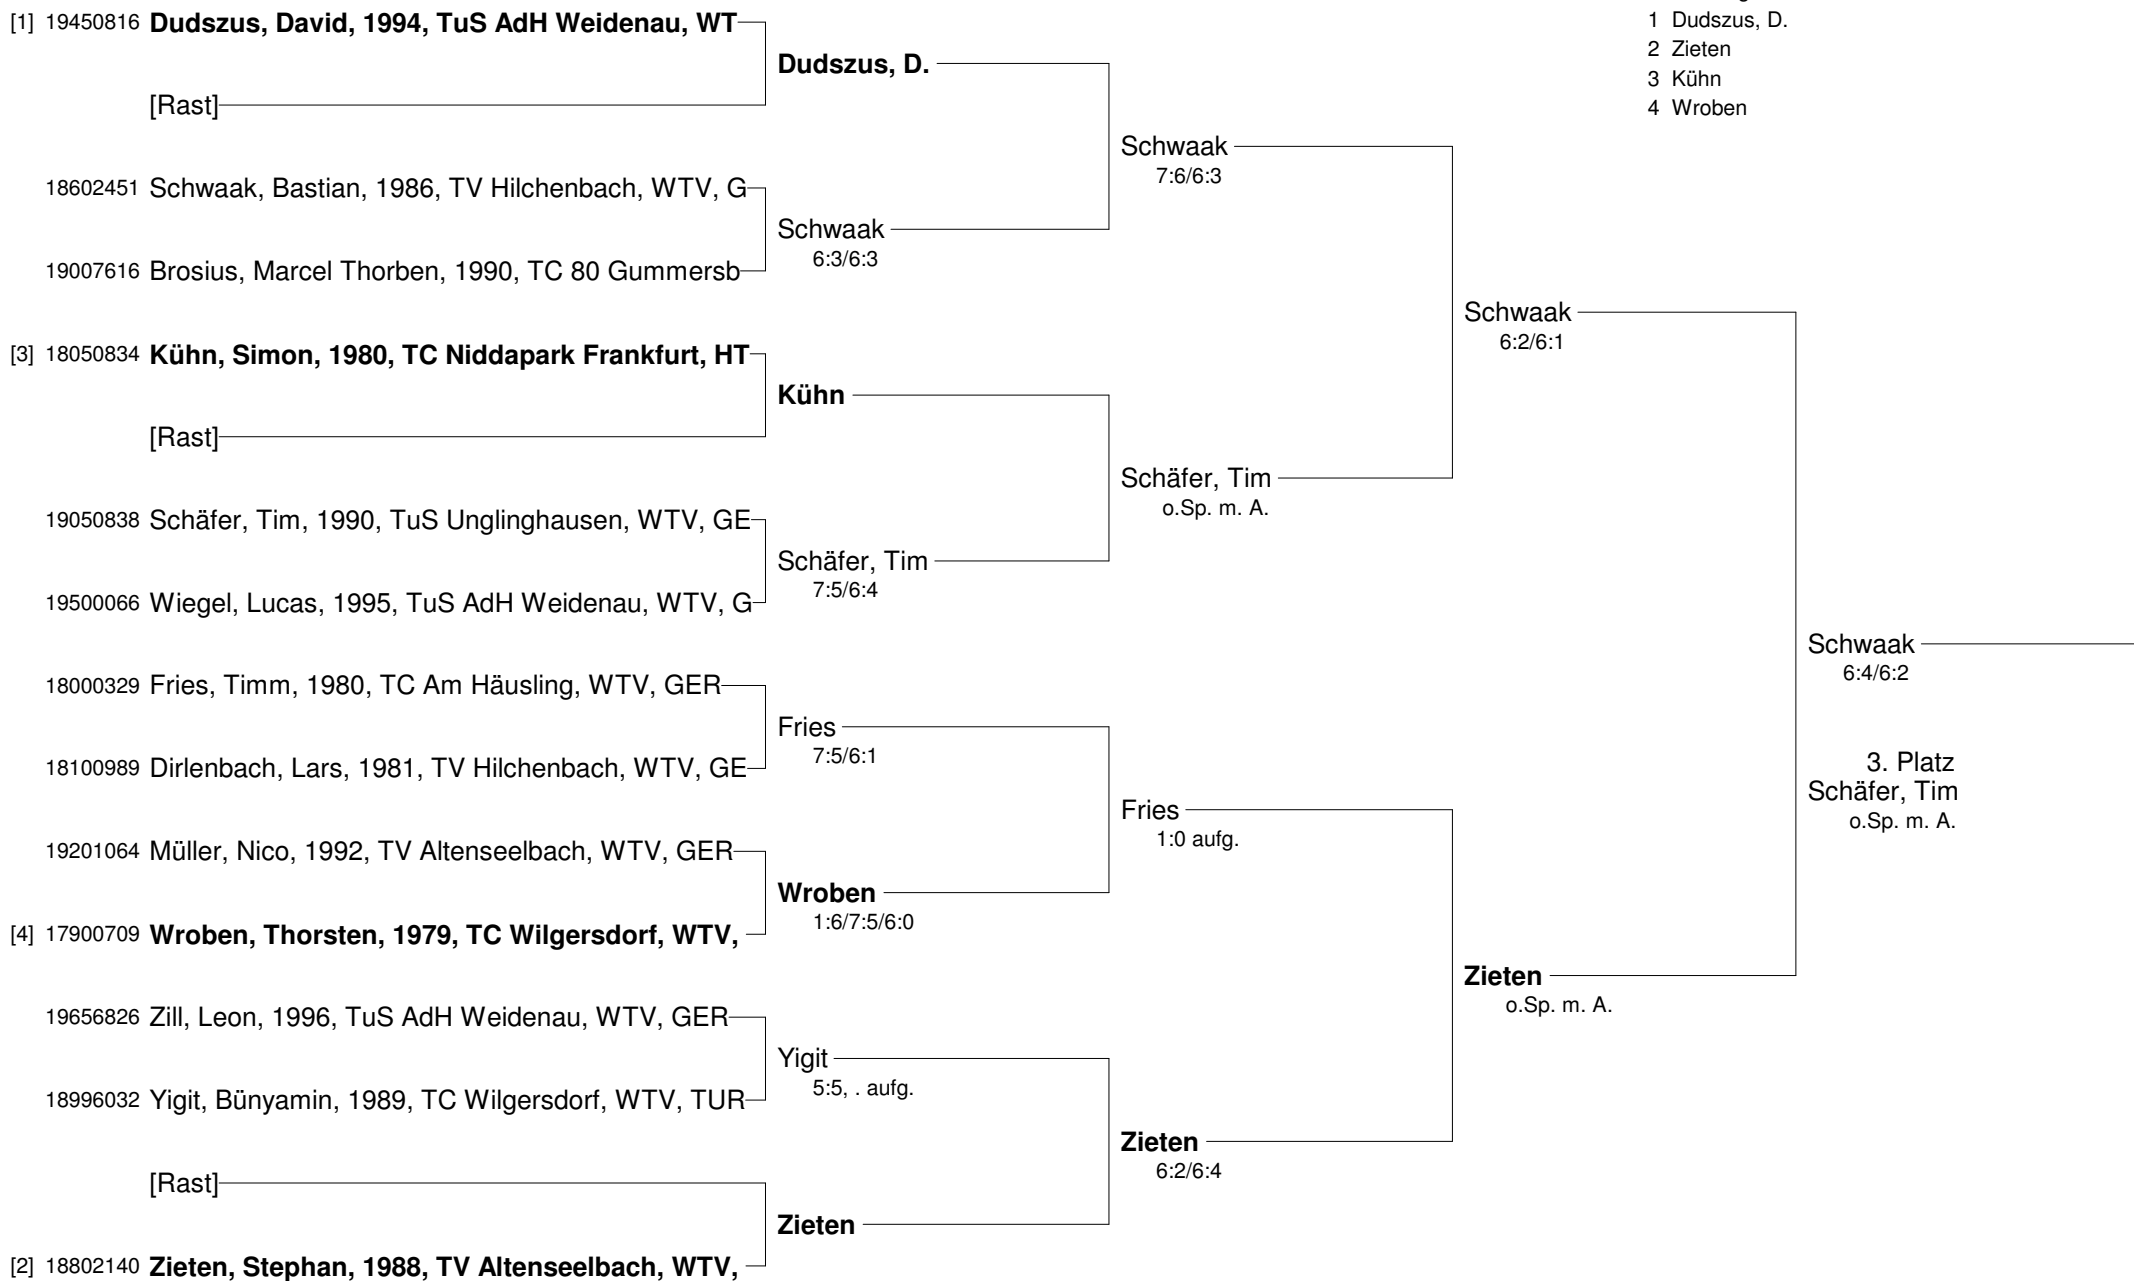 1 Dudszus, D.
2 Zieten
3 Kühn
4 Wroben
[1] 19450816 Dudszus, David, 1994, TuS AdH Weidenau, WT
[Rast]
18602451 Schwaak, Bastian, 1986, TV Hilchenbach, WTV, G
19007616 Brosius, Marcel Thorben, 1990, TC 80 Gummersb
[3] 18050834 Kühn, Simon, 1980, TC Niddapark Frankfurt, HT
[Rast]
19050838 Schäfer, Tim, 1990, TuS Unglinghausen, WTV, GE
19500066 Wiegel, Lucas, 1995, TuS AdH Weidenau, WTV, G
18000329 Fries, Timm, 1980, TC Am Häusling, WTV, GER
18100989 Dirlenbach, Lars, 1981, TV Hilchenbach, WTV, GE
19201064 Müller, Nico, 1992, TV Altenseelbach, WTV, GER
[4] 17900709 Wroben, Thorsten, 1979, TC Wilgersdorf, WTV,
19656826 Zill, Leon, 1996, TuS AdH Weidenau, WTV, GER
18996032 Yigit, Bünyamin, 1989, TC Wilgersdorf, WTV, TUR
[Rast]
[2] 18802140 Zieten, Stephan, 1988, TV Altenseelbach, WTV,
Dudszus, D.
Schwaak
6:3/6:3
Kühn
Schäfer, Tim
7:5/6:4
Fries
7:5/6:1
Wroben
1:6/7:5/6:0
Yigit
5:5, . aufg.
Zieten
Schwaak
7:6/6:3
Schäfer, Tim
o.Sp. m. A.
Fries
1:0 aufg.
Zieten
6:2/6:4
Schwaak
6:2/6:1
Zieten
o.Sp. m. A.
Schwaak
6:4/6:2
3. Platz
Schäfer, Tim
o.Sp. m. A.